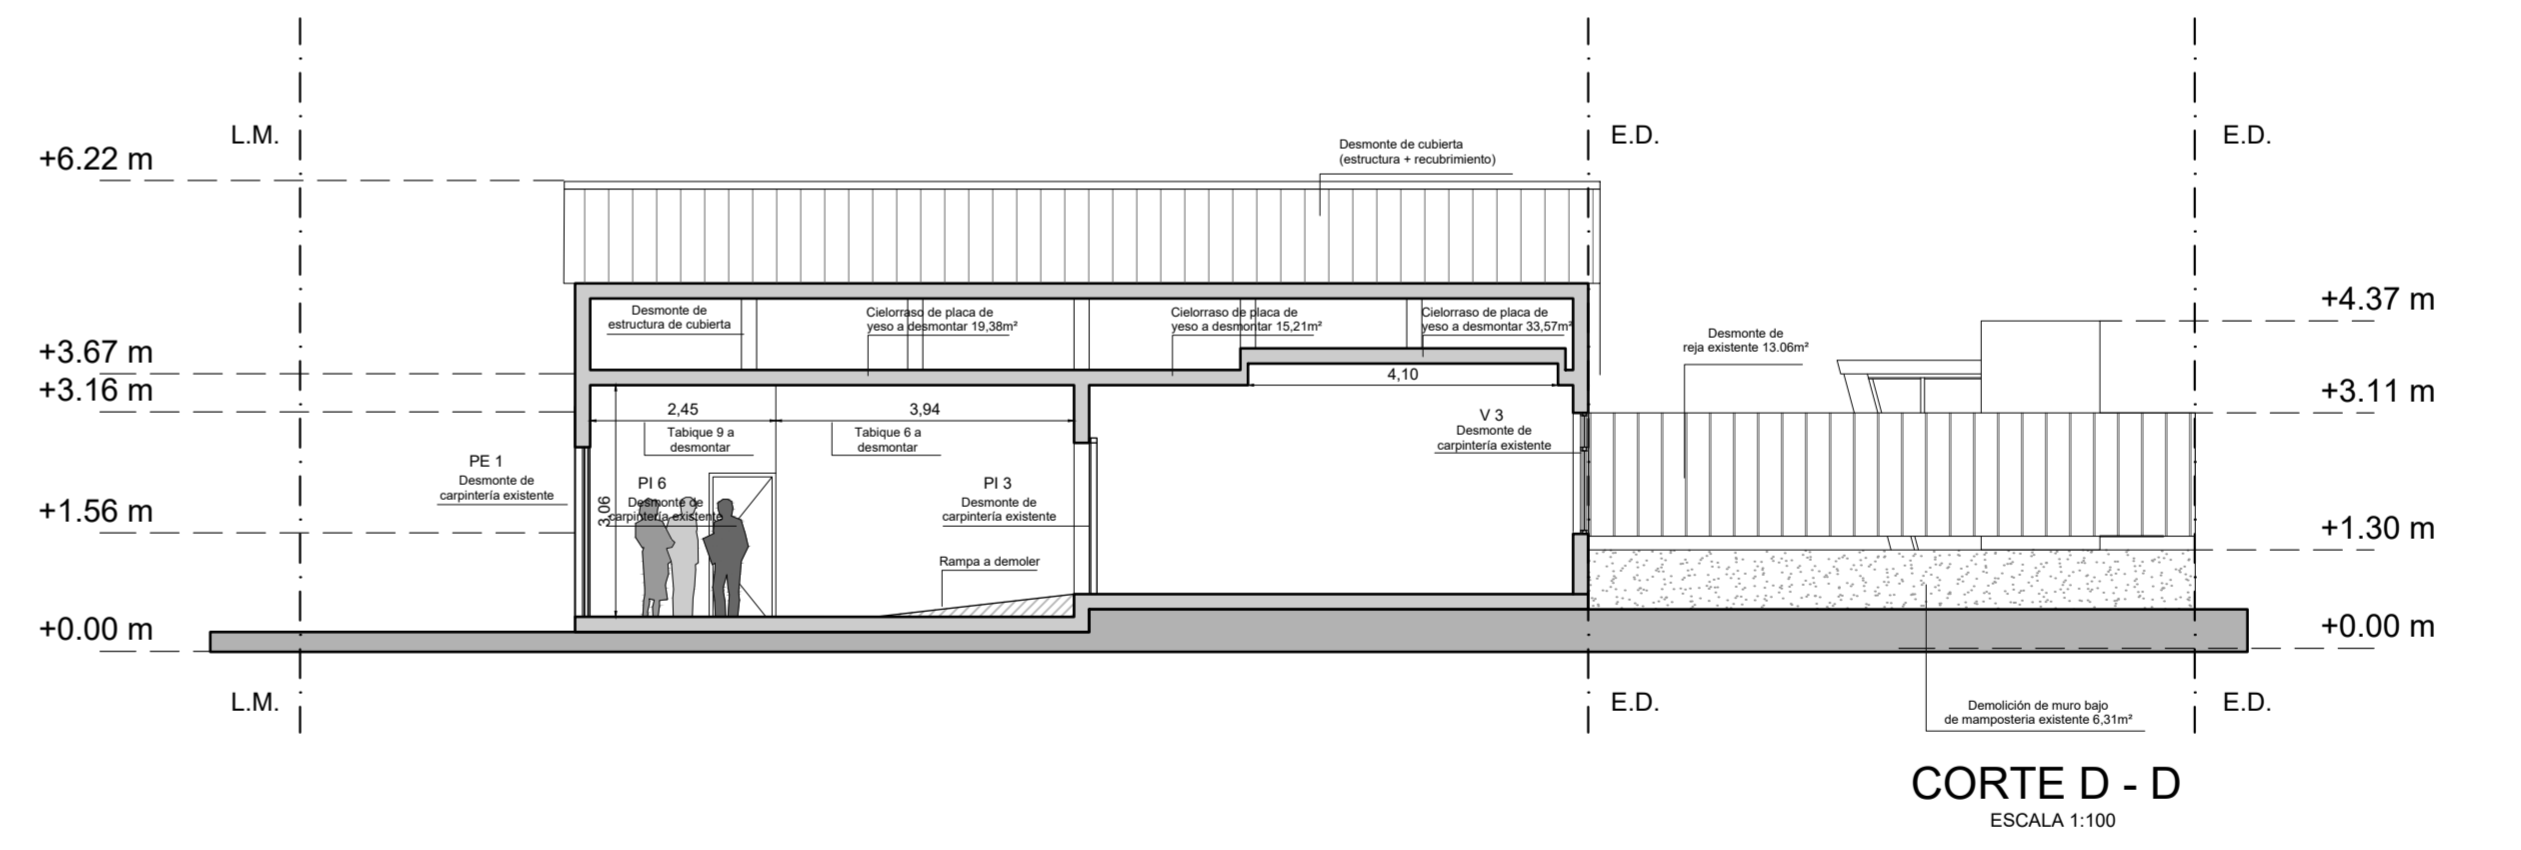 L.M.
E.D.
E.D.
+6.22 m
Desmonte de cubierta
(estructura + recubrimiento)
+4.37 m
Desmonte de
estructura de cubierta
Cielorraso de placa de
yeso a desmontar 19,38m²
Cielorraso de placa de
yeso a desmontar 15,21m²
Cielorraso de placa de
yeso a desmontar 33,57m²
Desmonte de
reja existente 13.06m²
+3.67 m
+3.16 m
+3.11 m
4,10
2,45
3,94
Tabique 9 a
desmontar
Tabique 6 a
desmontar
V 3
Desmonte de
carpintería existente
PE 1
Desmonte de
carpintería existente
PI 6
Desmonte de
carpintería existente
PI 3
Desmonte de
carpintería existente
3,06
+1.56 m
+1.30 m
Rampa a demoler
+0.00 m
+0.00 m
L.M.
E.D.
E.D.
Demolición de muro bajo
de mamposteria existente 6,31m²
CORTE D - D
ESCALA 1:100